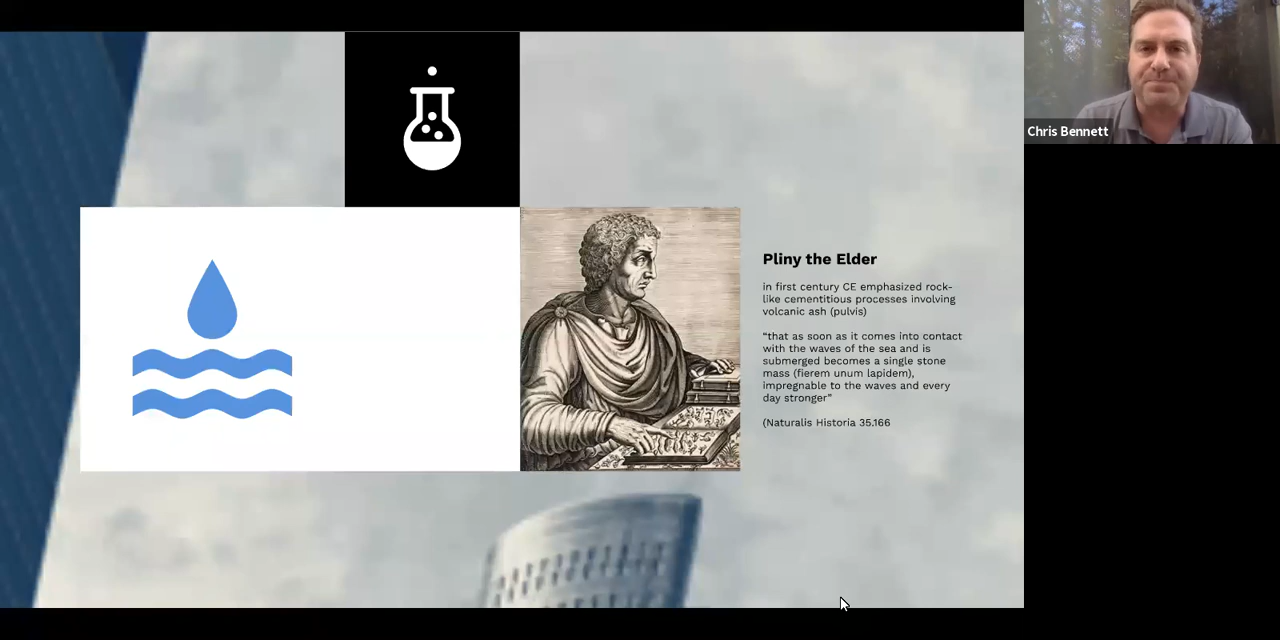 Chris Bennett
Pliny the Elder
in first century CE emphasized rock-
like cementitious processes involving
volcanic ash (pulvis)
“that as soon as it comes into contact
with the waves of the sea and is
submerged becomes a single stone
mass (fierem unum lapidem),
impregnable to the waves and every
day stronger”
(Naturalis Historia 35.166